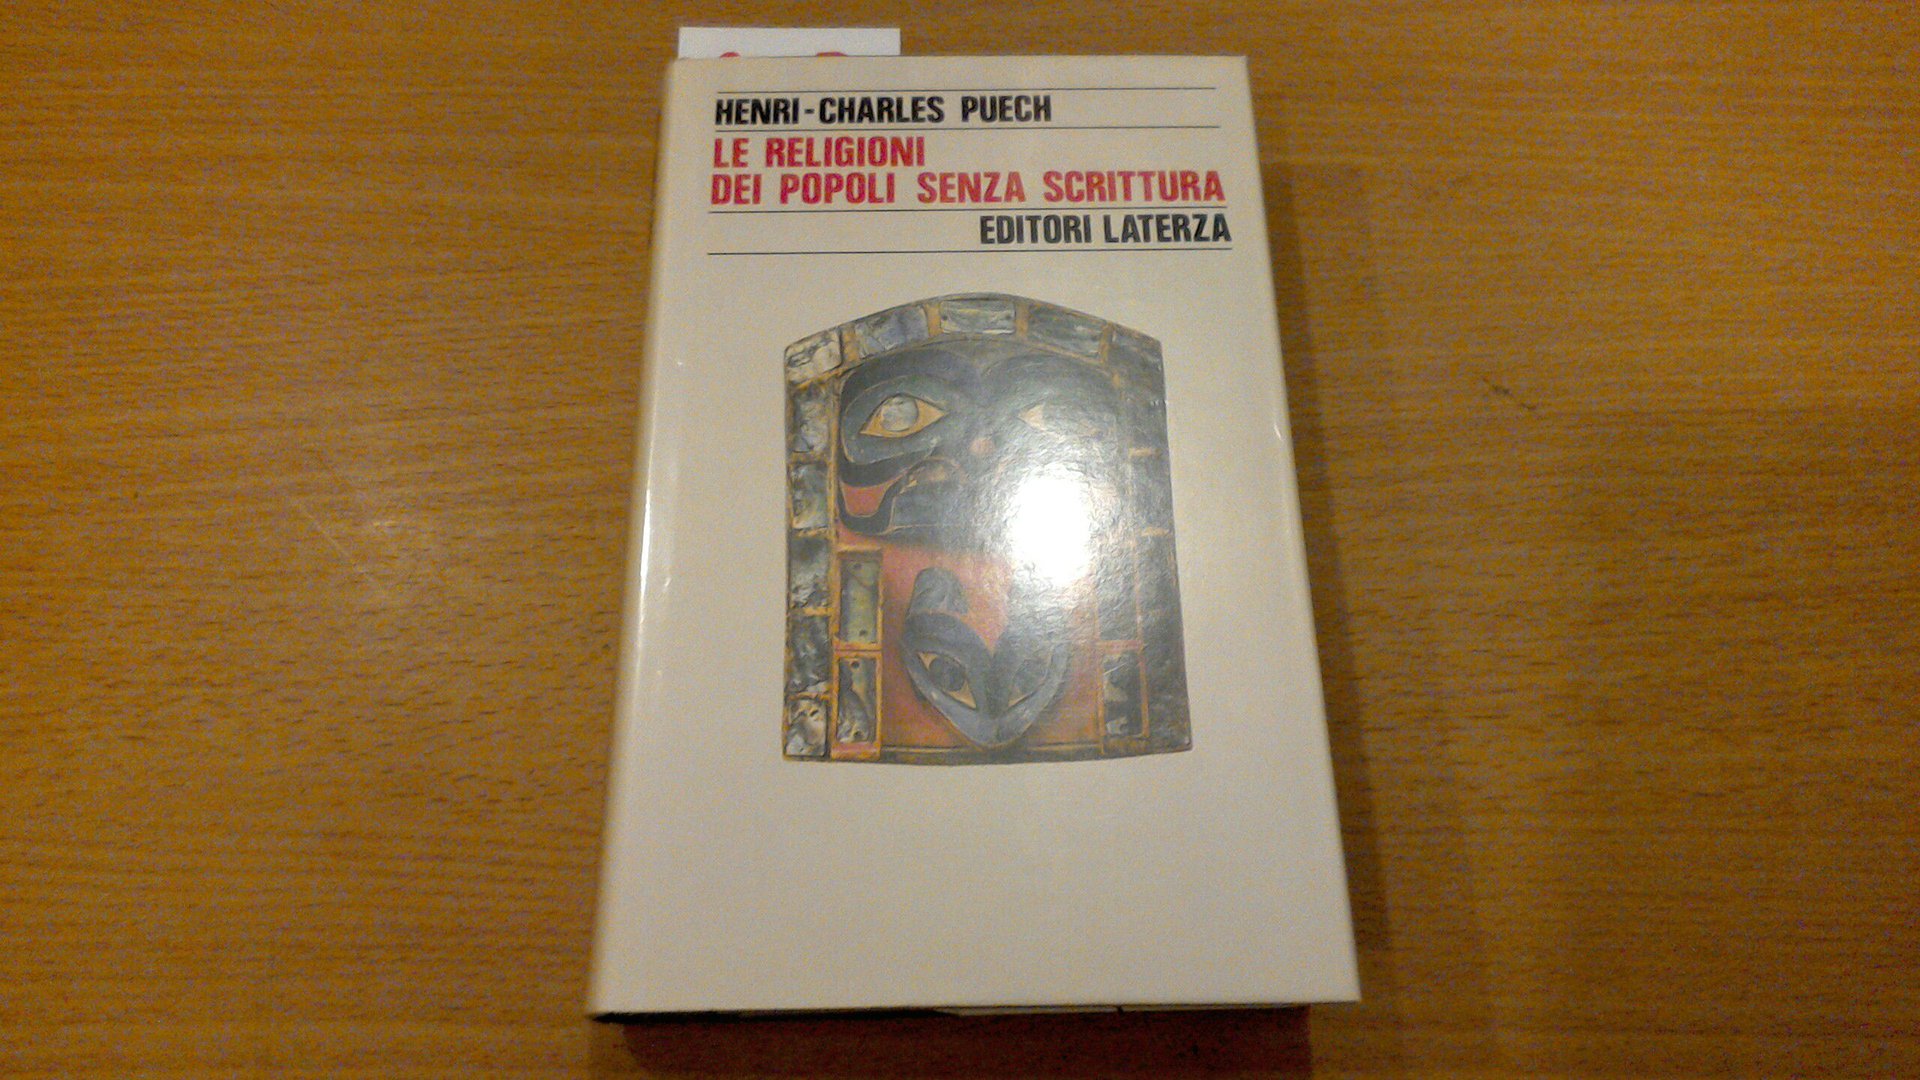 HENRI-CHARLES PUECH
LE RELIGIONI
DEI POPOLI SENZA SCRITTURA
EDITORI LATERZA